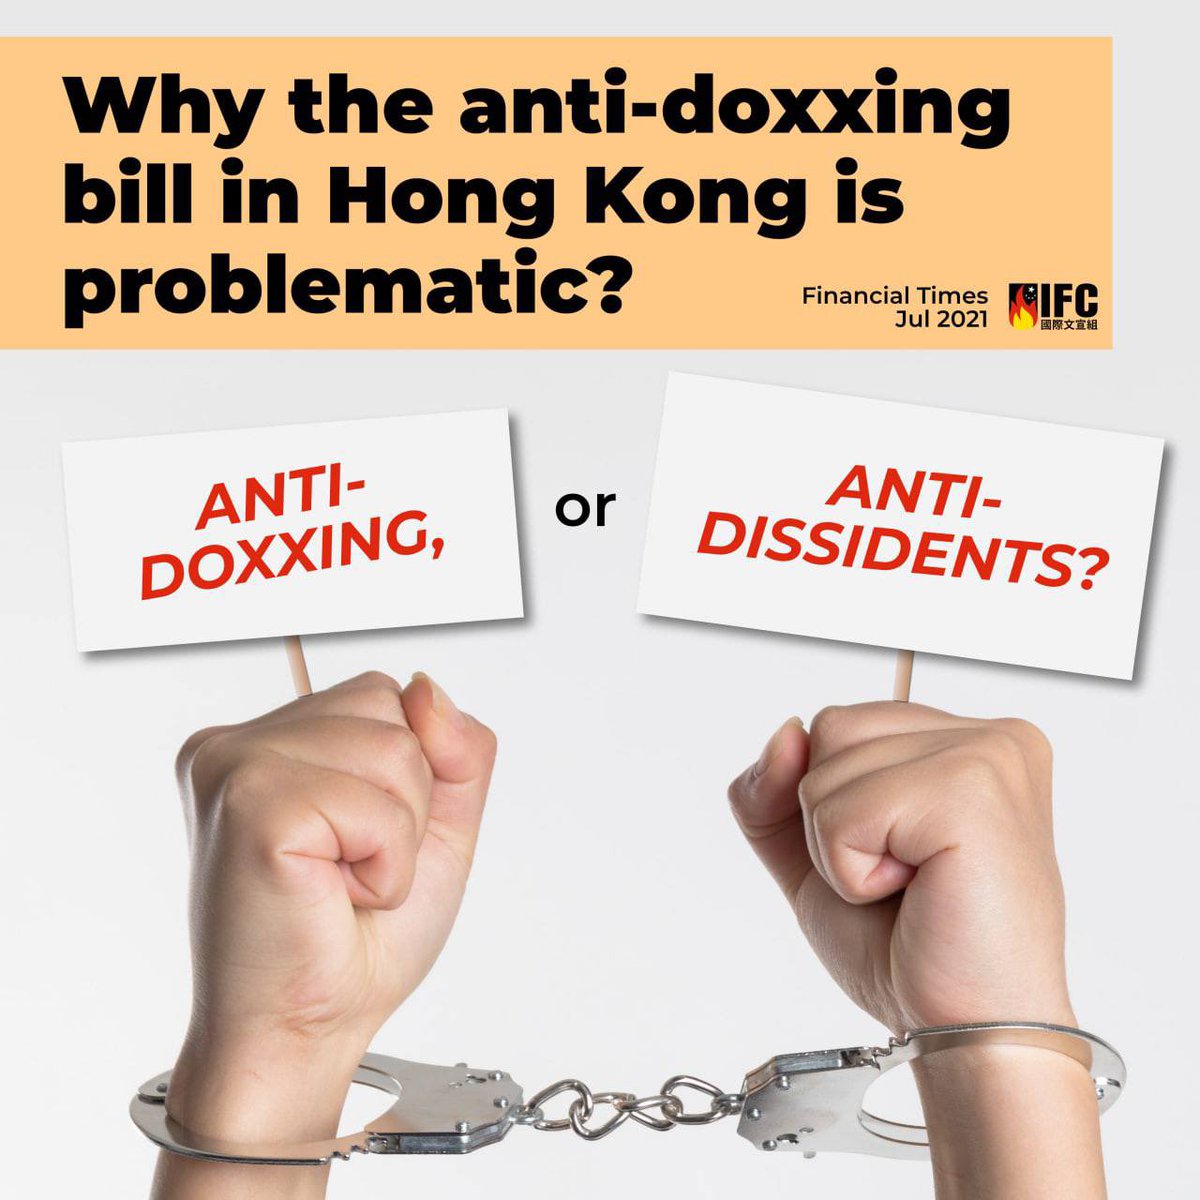 Why the anti-doxxing
bill in Hong Kong is
problematic?
Financial Times
Jul 2021
IFC
國際文宣組
ANTI-
DOXXING,
or
ANTI-
DISSIDENTS?